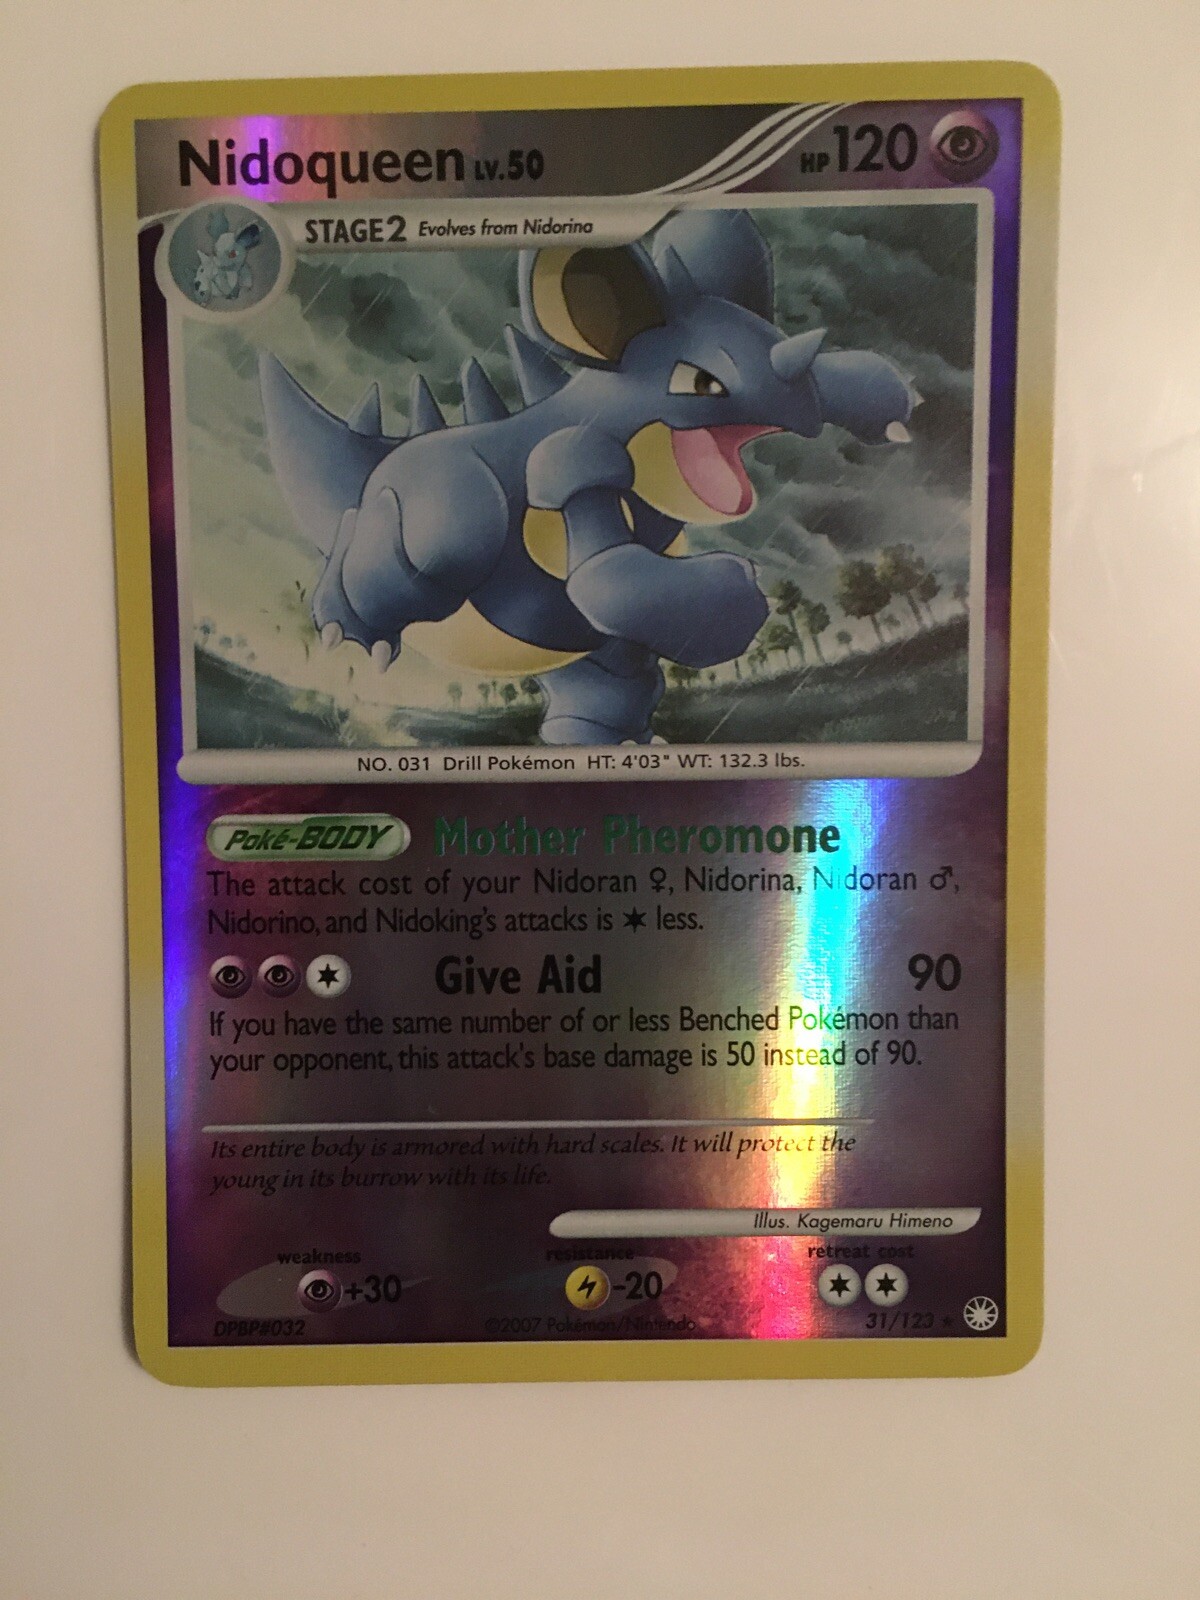 Nidoqueen LV.50 HP 120
STAGE2 Evolves from Nidorina
NO. 031 Drill Pokémon HT: 4'03" WT: 132.3 lbs.
Poké-BODY Mother Pheromone
The attack cost of your Nidoran ♀, Nidorina, Nidoran ♂,
Nidorino, and Nidoking's attacks is ✶ less.
Give Aid 90
If you have the same number of or less Benched Pokémon than
your opponent, this attack's base damage is 50 instead of 90.
Its entire body is armored with hard scales. It will protect the
young in its burrow with its life.
Illus. Kagemaru Himeno
weakness resistance retreat cost
+30 -20
DPBP#032 ©2007 Pokémon/Nintendo 31/123 ★